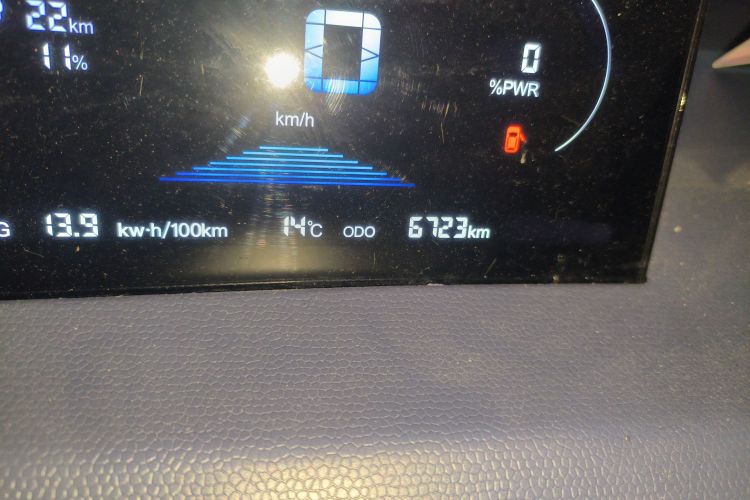 22km
11%
0
%PWR
0
km/h
G 13.9 kw·h/100km 14°C ODO 6723km